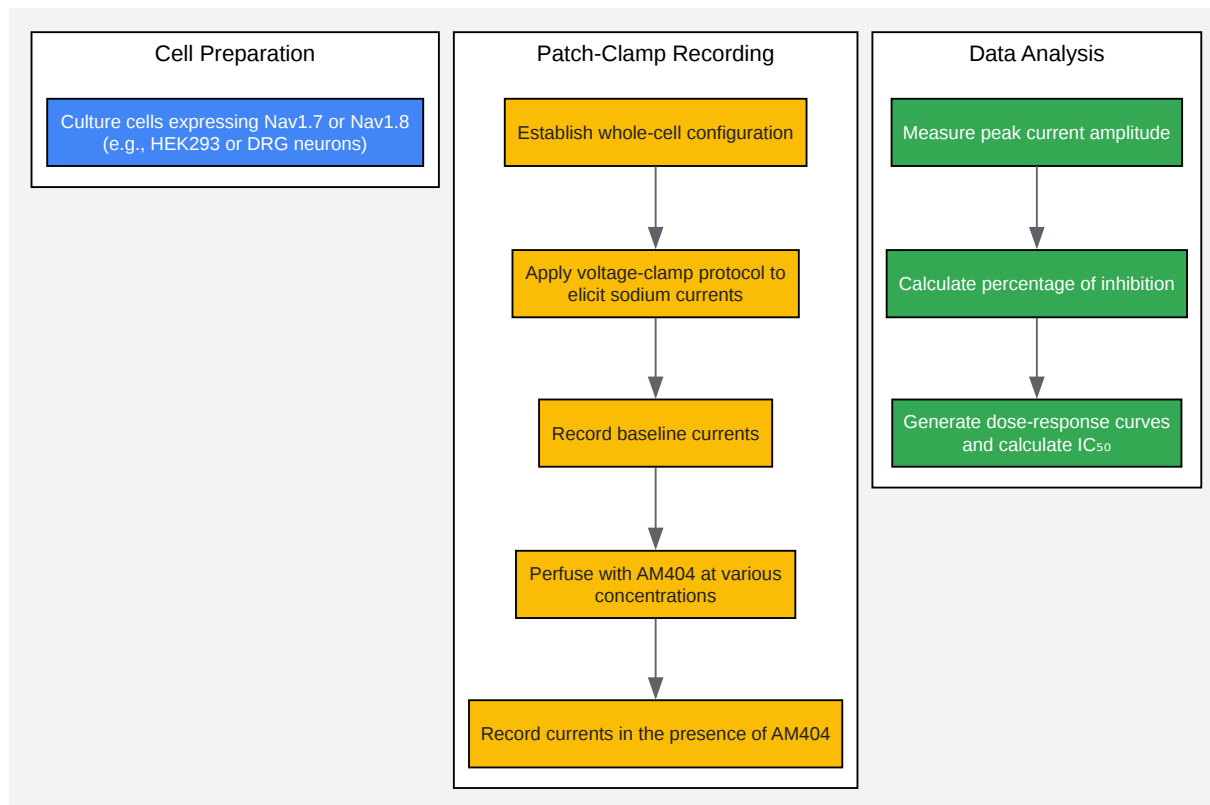 Cell Preparation
Culture cells expressing Nav1.7 or Nav1.8
(e.g., HEK293 or DRG neurons)
Patch-Clamp Recording
Establish whole-cell configuration
Apply voltage-clamp protocol to
elicit sodium currents
Record baseline currents
Perfuse with AM404 at various
concentrations
Record currents in the presence of AM404
Data Analysis
Measure peak current amplitude
Calculate percentage of inhibition
Generate dose-response curves
and calculate IC₅₀